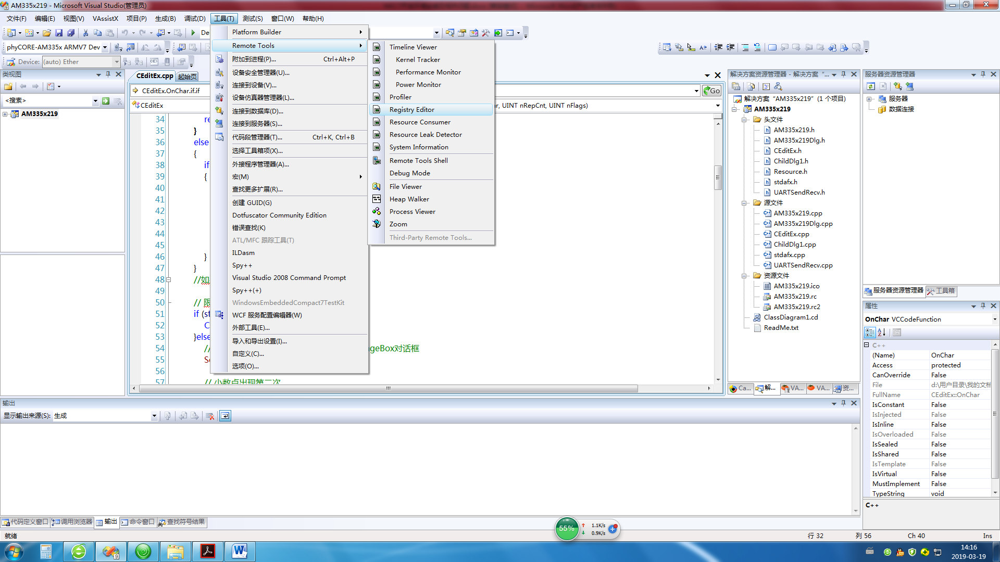 AM335x219 - Microsoft Visual Studio(管理员)
文件(F) 编辑(E) 视图(V) VAssistX 项目(P) 生成(B) 调试(D) 工具(T) 测试(S) 窗口(W) 帮助(H)
De
phyCORE-AM335x ARMV7 Dev
Device: (auto) Ether
类视图
<搜索>
AM335x219
CEditEx.cpp 起始页
CEditEx.OnChar.if.if
Go
CEditEx
r, UINT nRepCnt, UINT nFlags)
34 re
35 }
36 else
37 {
38 if
39 {
40
41
42
43
44
45
46 }
47 }
48 //如
49
50 // 限
51 if (st
52 C
53 }else
54 // ageBox对话框
55 Se
56
57 // 小数点出现第二次
Platform Builder
Remote Tools
附加到进程(P)... Ctrl+Alt+P
设备安全管理器(U)...
连接到设备(V)...
设备仿真器管理器(L)...
连接到数据库(D)...
连接到服务器(S)...
代码段管理器(T)... Ctrl+K, Ctrl+B
选择工具箱项(X)...
外接程序管理器(A)...
宏(M)
查找更多扩展(R)...
创建 GUID(G)
Dotfuscator Community Edition
错误查找(K)
ATL/MFC 跟踪工具(T)
ILDasm
Spy++
Visual Studio 2008 Command Prompt
Spy++(+)
WindowsEmbeddedCompact7TestKit
WCF 服务配置编辑器(W)
外部工具(E)...
导入和导出设置(I)...
自定义(C)...
选项(O)...
Timeline Viewer
Kernel Tracker
Performance Monitor
Power Monitor
Profiler
Registry Editor
Resource Consumer
Resource Leak Detector
System Information
Remote Tools Shell
Debug Mode
File Viewer
Heap Walker
Process Viewer
Zoom
Third-Party Remote Tools...
解决方案资源管理器 - 解决方案 "...
解决方案"AM335x219" (1 个项目)
AM335x219
头文件
AM335x219.h
AM335x219Dlg.h
CEditEx.h
ChildDlg1.h
Resource.h
stdafx.h
UARTSendRecv.h
源文件
AM335x219.cpp
AM335x219Dlg.cpp
CEditEx.cpp
ChildDlg1.cpp
stdafx.cpp
UARTSendRecv.cpp
资源文件
AM335x219.ico
AM335x219.rc
AM335x219.rc2
ClassDiagram1.cd
ReadMe.txt
Ca... 解... VA... VA... 资...
服务器资源管理器
服务器
数据连接
服务器资源管理器 工具箱
属性
OnChar VCCodeFunction
C++
(Name) OnChar
Access protected
CanOverride False
File d:\用户目录\我的文档
FullName CEditEx::OnChar
IsConstant False
IsInjected False
IsInline False
IsOverloaded False
IsSealed False
IsShared False
IsTemplate False
IsVirtual False
MustImplement False
TypeString void
C++
输出
显示输出来源(S): 生成
代码定义窗口 调用浏览器 输出 命令窗口 查找符号结果
55% 1.1K/s
0.9K/s
就绪 行 32 列 56 Ch 40 Ins
14:16
2019-03-19